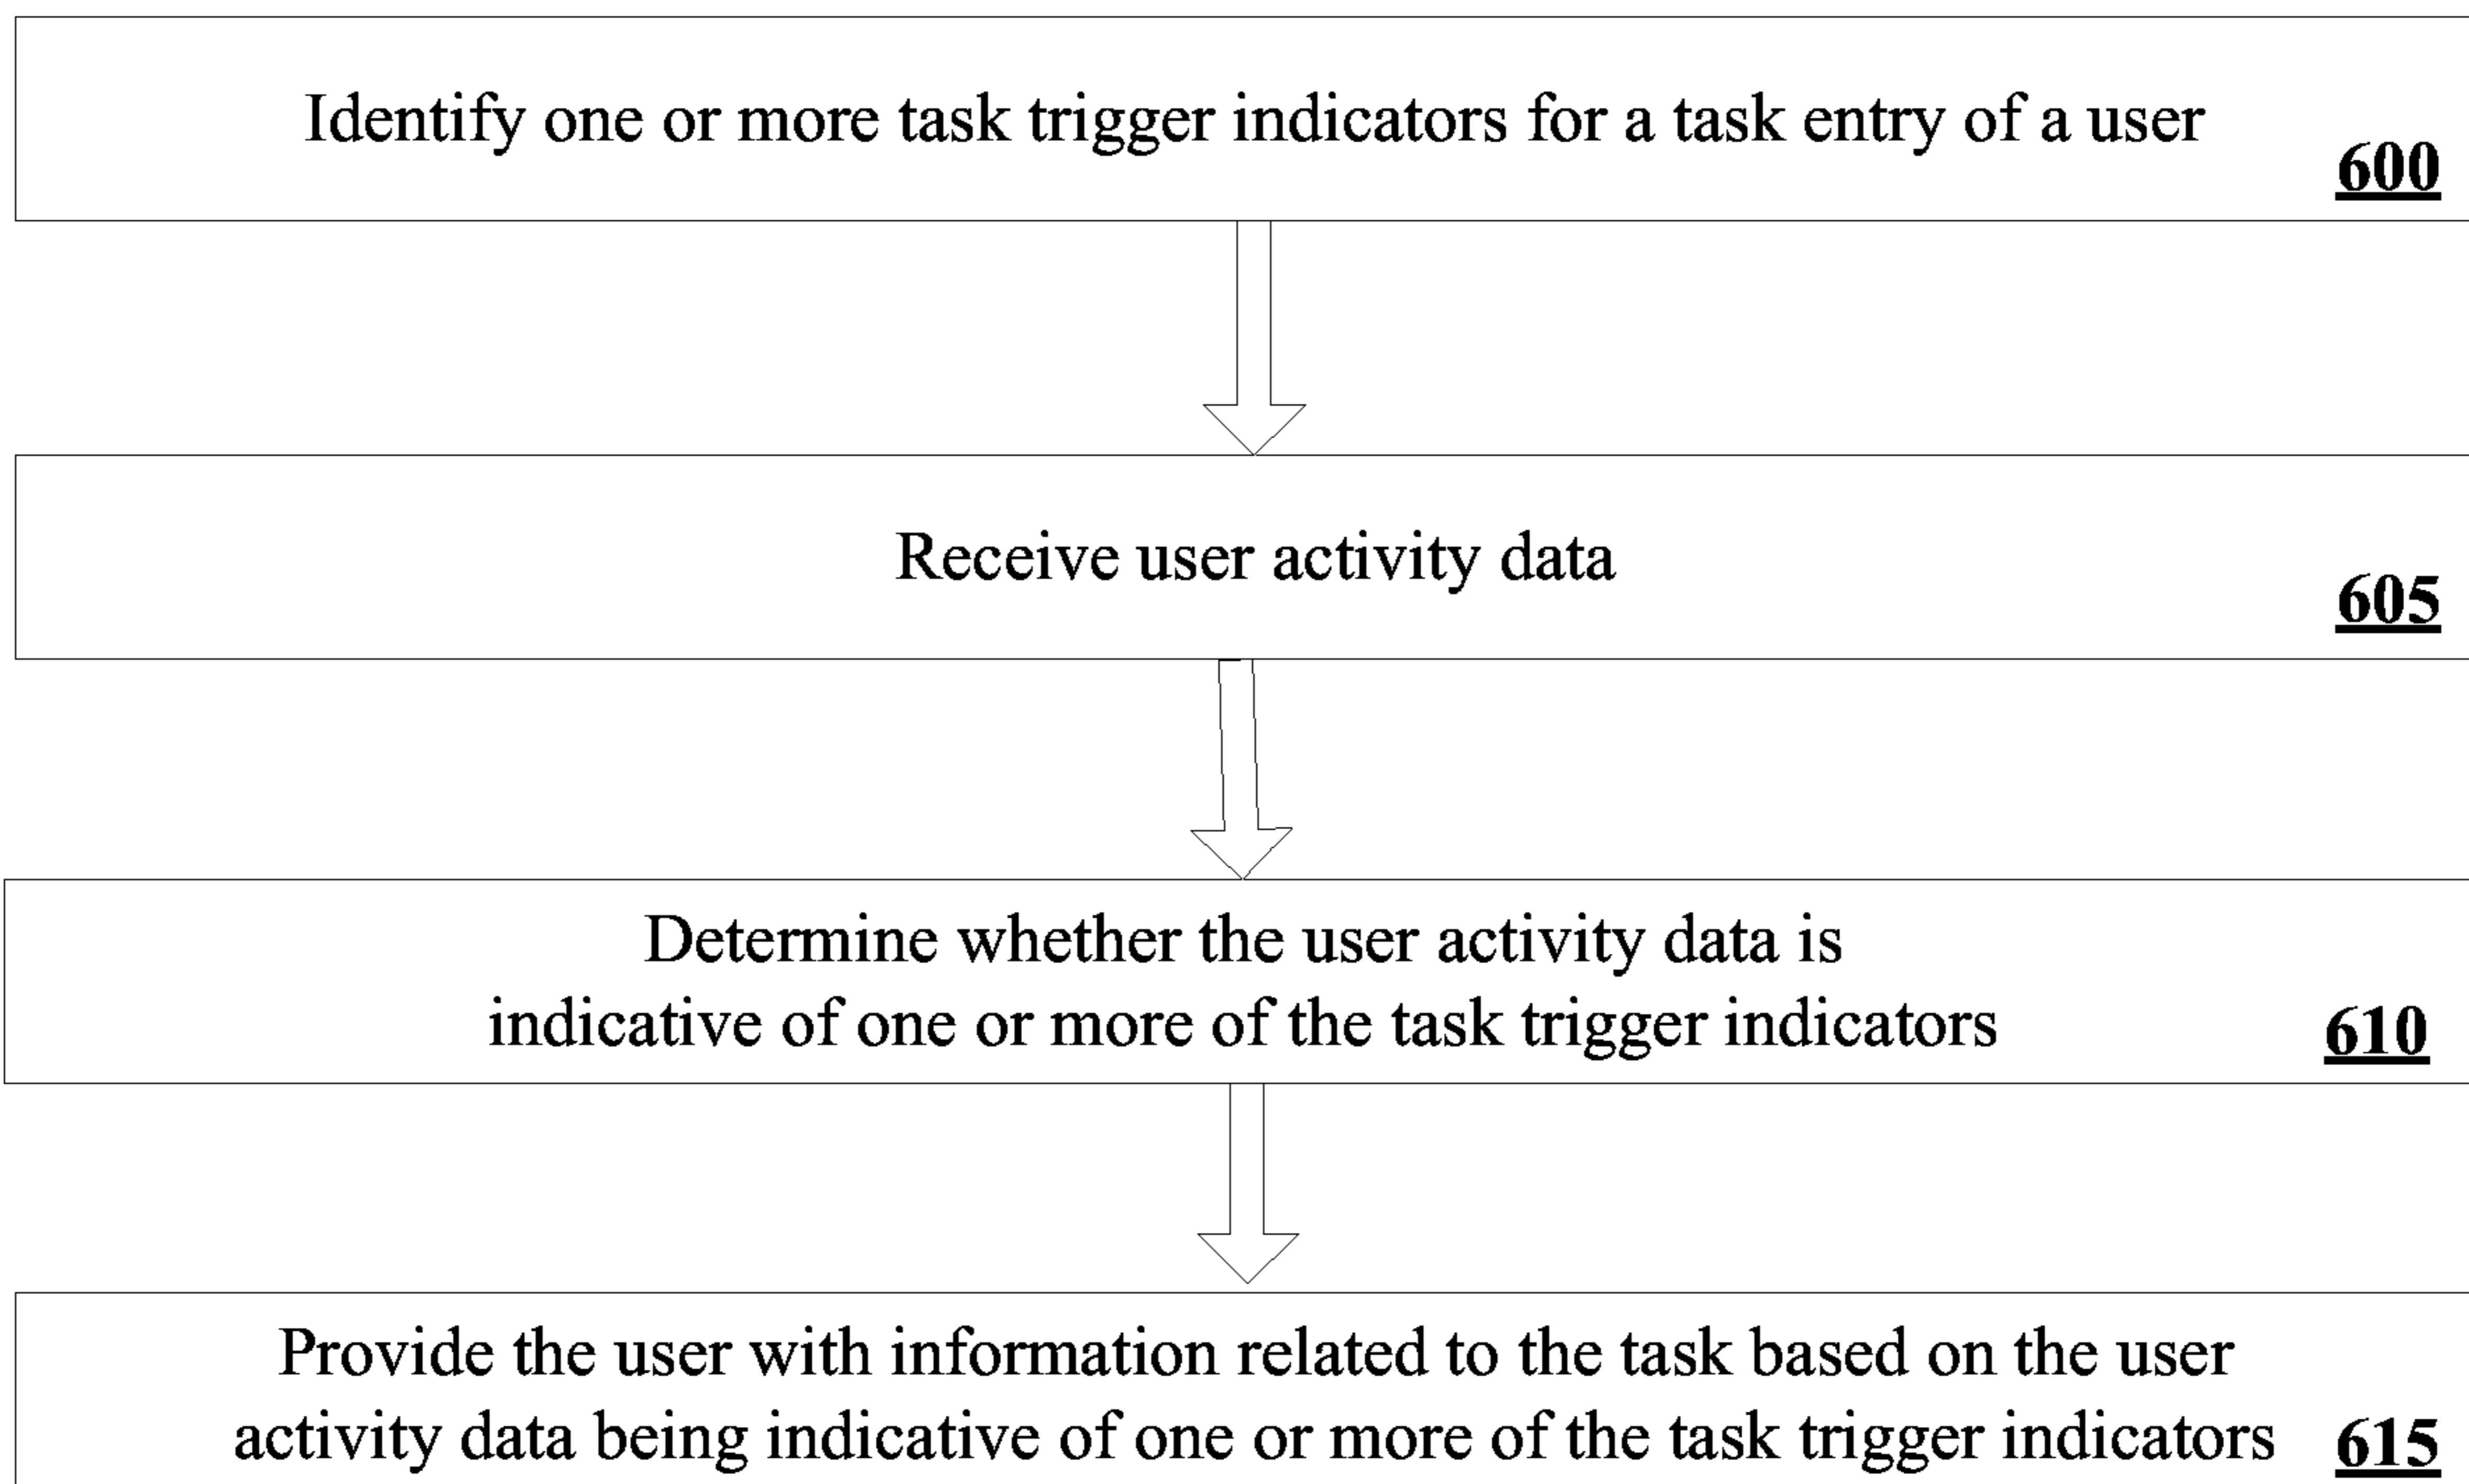 Identify one or more task trigger indicators for a task entry of a user
600
Receive user activity data
605
Determine whether the user activity data is
indicative of one or more of the task trigger indicators
610
Provide the user with information related to the task based on the user
activity data being indicative of one or more of the task trigger indicators
615